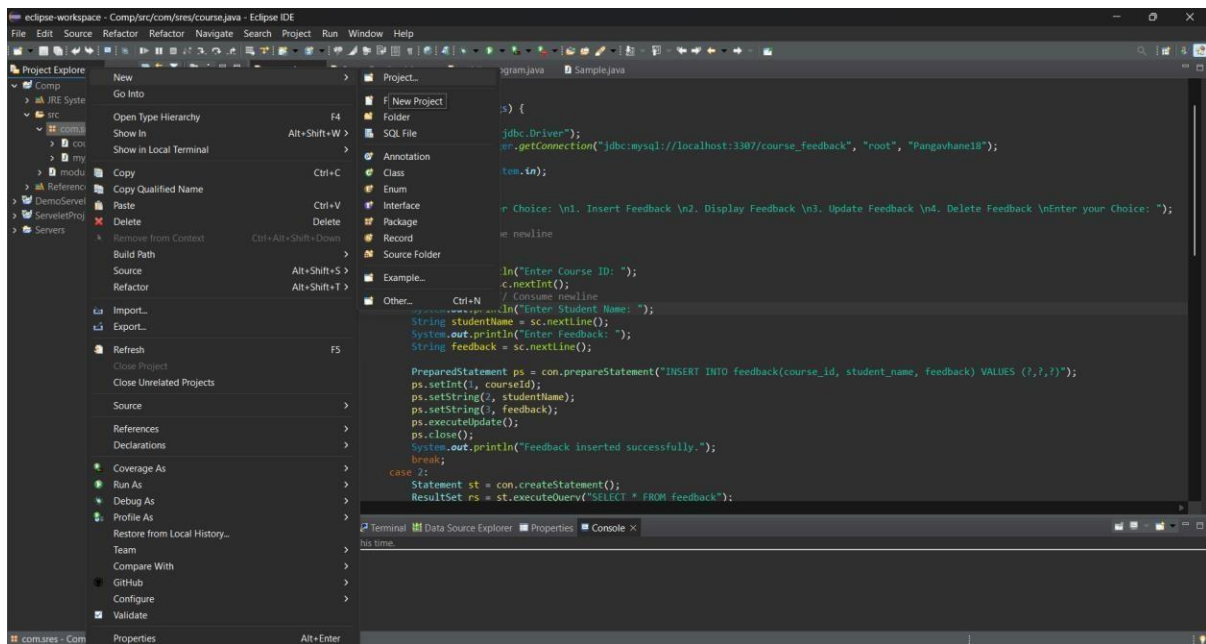 eclipse-workspace - Comp/src/com/sres/course.java - Eclipse IDE
File Edit Source Refactor Refactor Navigate Search Project Run Window Help
Project Explore
ogram.java Sample.java
Comp
JRE Syste
src
com.s
cou
my
modu
Referenc
DemoServel
ServeletProj
Servers
New >
Go Into
Open Type Hierarchy F4
Show In Alt+Shift+W >
Show in Local Terminal >
Copy Ctrl+C
Copy Qualified Name
Paste Ctrl+V
Delete Delete
Remove from Context Ctrl+Alt+Shift+Down
Build Path >
Source Alt+Shift+S >
Refactor Alt+Shift+T >
Import...
Export...
Refresh F5
Close Project
Close Unrelated Projects
Source >
References >
Declarations >
Coverage As >
Run As >
Debug As >
Profile As >
Restore from Local History...
Team >
Compare With >
GitHub >
Configure >
Validate
Properties Alt+Enter
Project...
F
New Project
Folder
SQL File
Annotation
Class
Enum
Interface
Package
Record
Source Folder
Example...
Other... Ctrl+N
s) {
jdbc.Driver");
er.getConnection("jdbc:mysql://localhost:3307/course_feedback", "root", "Pangavhane18");
tem.in);
r Choice: \n1. Insert Feedback \n2. Display Feedback \n3. Update Feedback \n4. Delete Feedback \nEnter your Choice: ");
e newline
ln("Enter Course ID: ");
c.nextInt();
/ Consume newline
System.out.println("Enter Student Name: ");
String studentName = sc.nextLine();
System.out.println("Enter Feedback: ");
String feedback = sc.nextLine();
PreparedStatement ps = con.prepareStatement("INSERT INTO feedback(course_id, student_name, feedback) VALUES (?,?,?)");
ps.setInt(1, courseId);
ps.setString(2, studentName);
ps.setString(3, feedback);
ps.executeUpdate();
ps.close();
System.out.println("Feedback inserted successfully.");
break;
case 2:
Statement st = con.createStatement();
ResultSet rs = st.executeQuery("SELECT * FROM feedback");
Terminal Data Source Explorer Properties Console
his time.
com.sres - Com